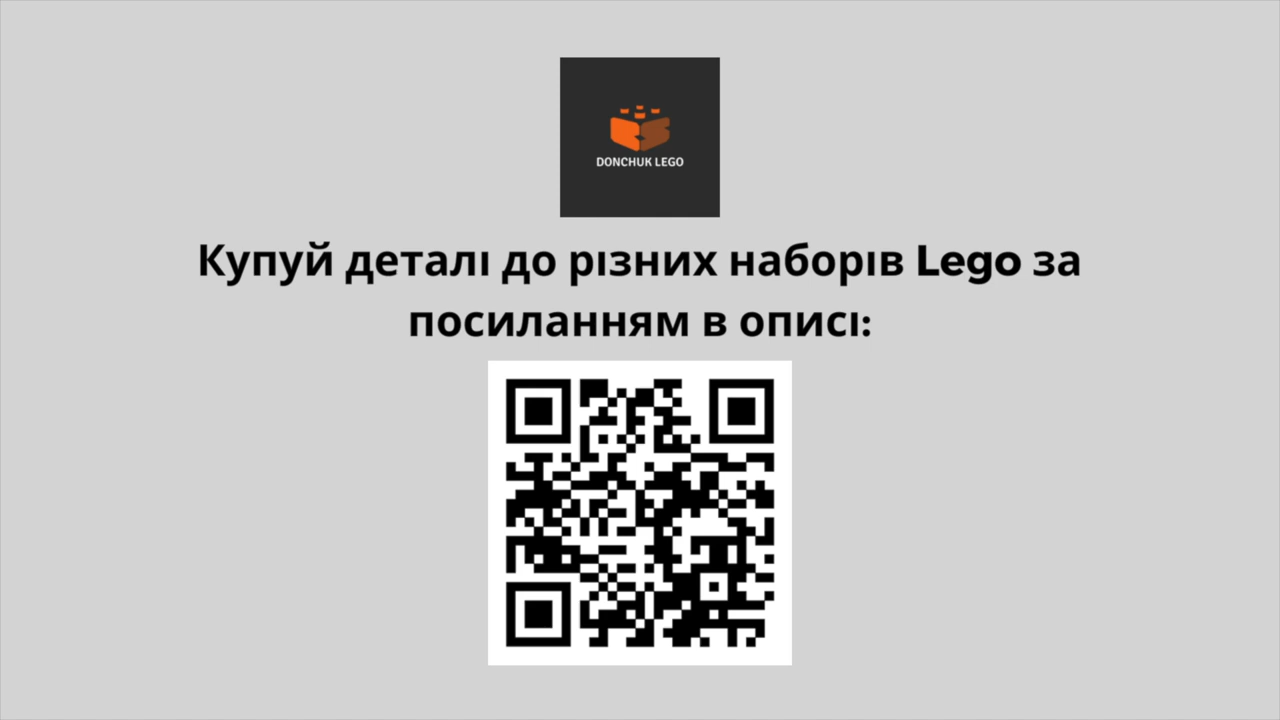 DONCHUK LEGO
Купуй деталі до різних наборів Lego за
посиланням в описі: